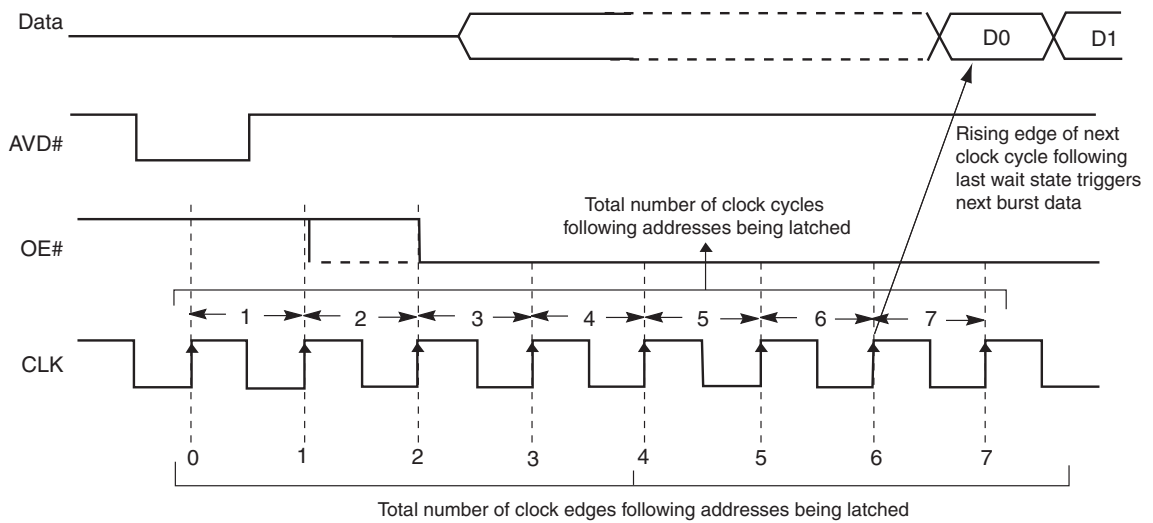 Data
D0
D1
AVD#
Rising edge of next
clock cycle following
last wait state triggers
next burst data
Total number of clock cycles
following addresses being latched
OE#
1 2 3 4 5 6 7
CLK
0 1 2 3 4 5 6 7
Total number of clock edges following addresses being latched